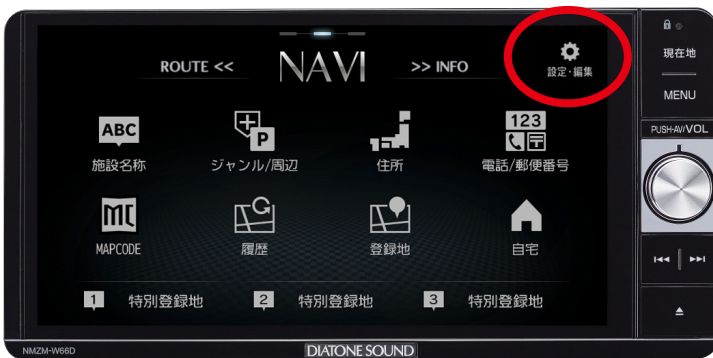 ROUTE << NAVI >> INFO
設定・編集
ABC
施設名称
P
ジャンル/周辺
住所
123
電話/郵便番号
MAPCODE
履歴
登録地
自宅
1 特別登録地 2 特別登録地 3 特別登録地
現在地
MENU
PUSH-AV/VOL
NMZM-W66D
DIATONE SOUND